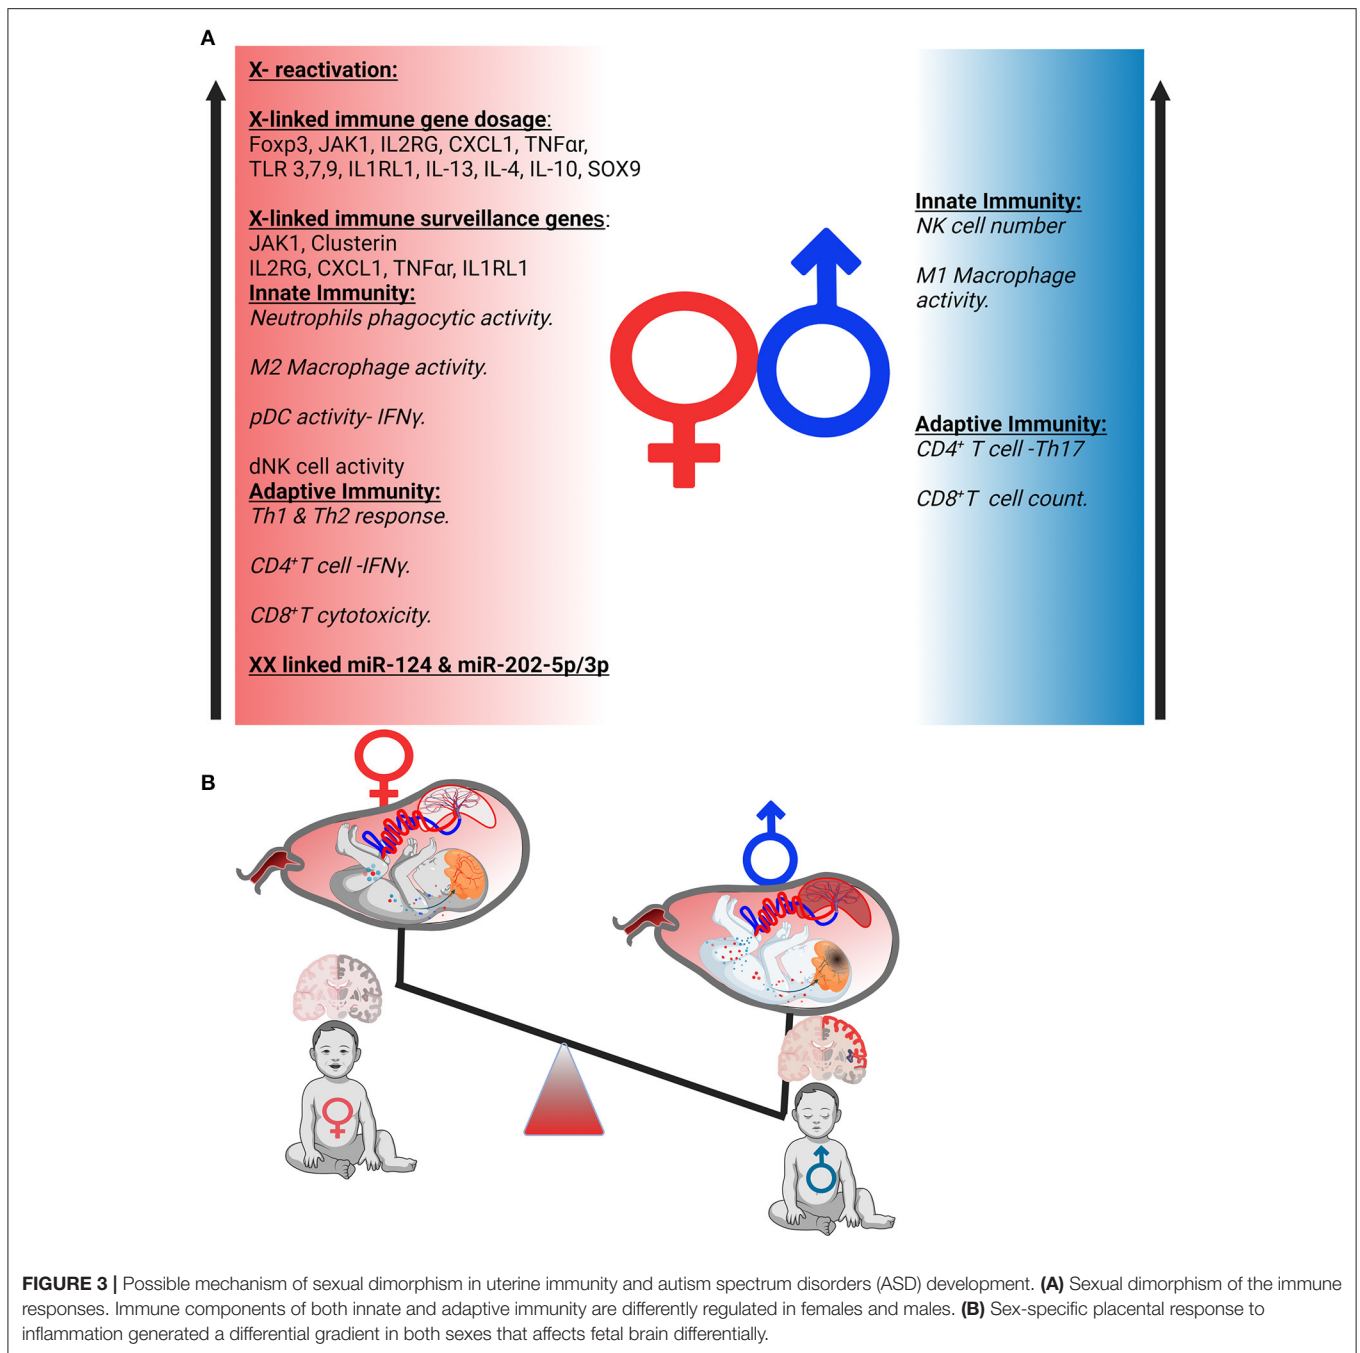 A
X- reactivation:
X-linked immune gene dosage:
Foxp3, JAK1, IL2RG, CXCL1, TNFαr,
TLR 3,7,9, IL1RL1, IL-13, IL-4, IL-10, SOX9
X-linked immune surveillance genes:
JAK1, Clusterin
IL2RG, CXCL1, TNFαr, IL1RL1
Innate Immunity:
Neutrophils phagocytic activity.
M2 Macrophage activity.
pDC activity- IFNγ.
dNK cell activity
Adaptive Immunity:
Th1 & Th2 response.
CD4⁺T cell -IFNγ.
CD8⁺T cytotoxicity.
XX linked miR-124 & miR-202-5p/3p
Innate Immunity:
NK cell number
M1 Macrophage
activity.
Adaptive Immunity:
CD4⁺ T cell -Th17
CD8⁺T cell count.
B
FIGURE 3 | Possible mechanism of sexual dimorphism in uterine immunity and autism spectrum disorders (ASD) development. (A) Sexual dimorphism of the immune
responses. Immune components of both innate and adaptive immunity are differently regulated in females and males. (B) Sex-specific placental response to
inflammation generated a differential gradient in both sexes that affects fetal brain differentially.